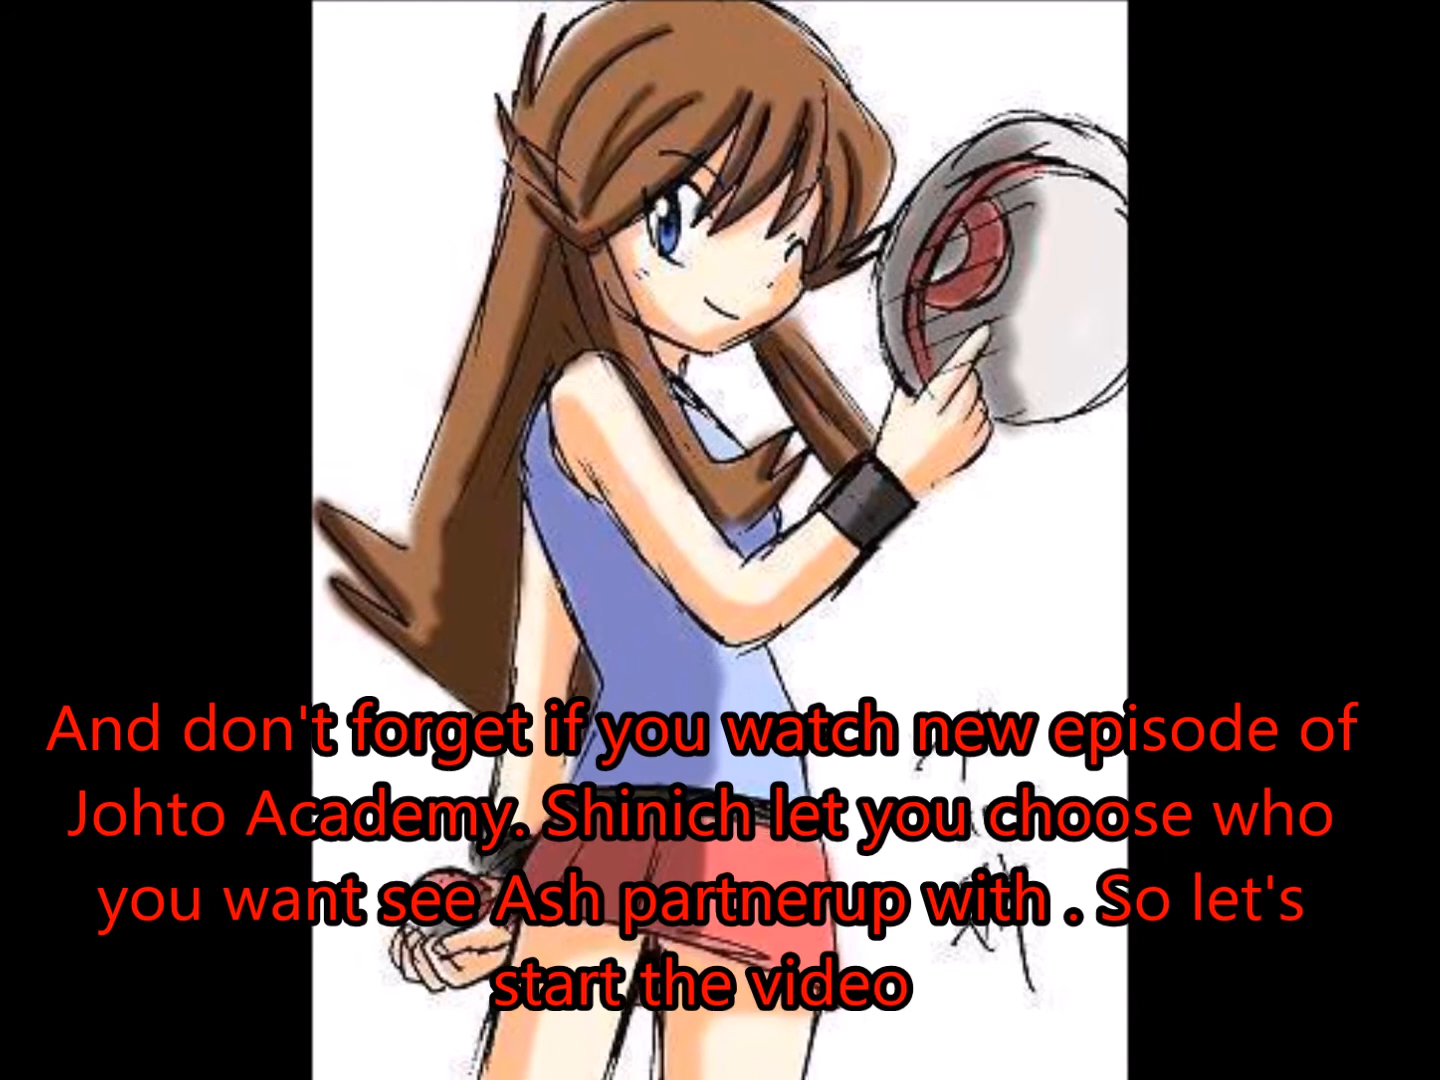 And don't forget if you watch new episode of
Johto Academy. Shinich let you choose who
you want see Ash partnerup with . So let's
start the video